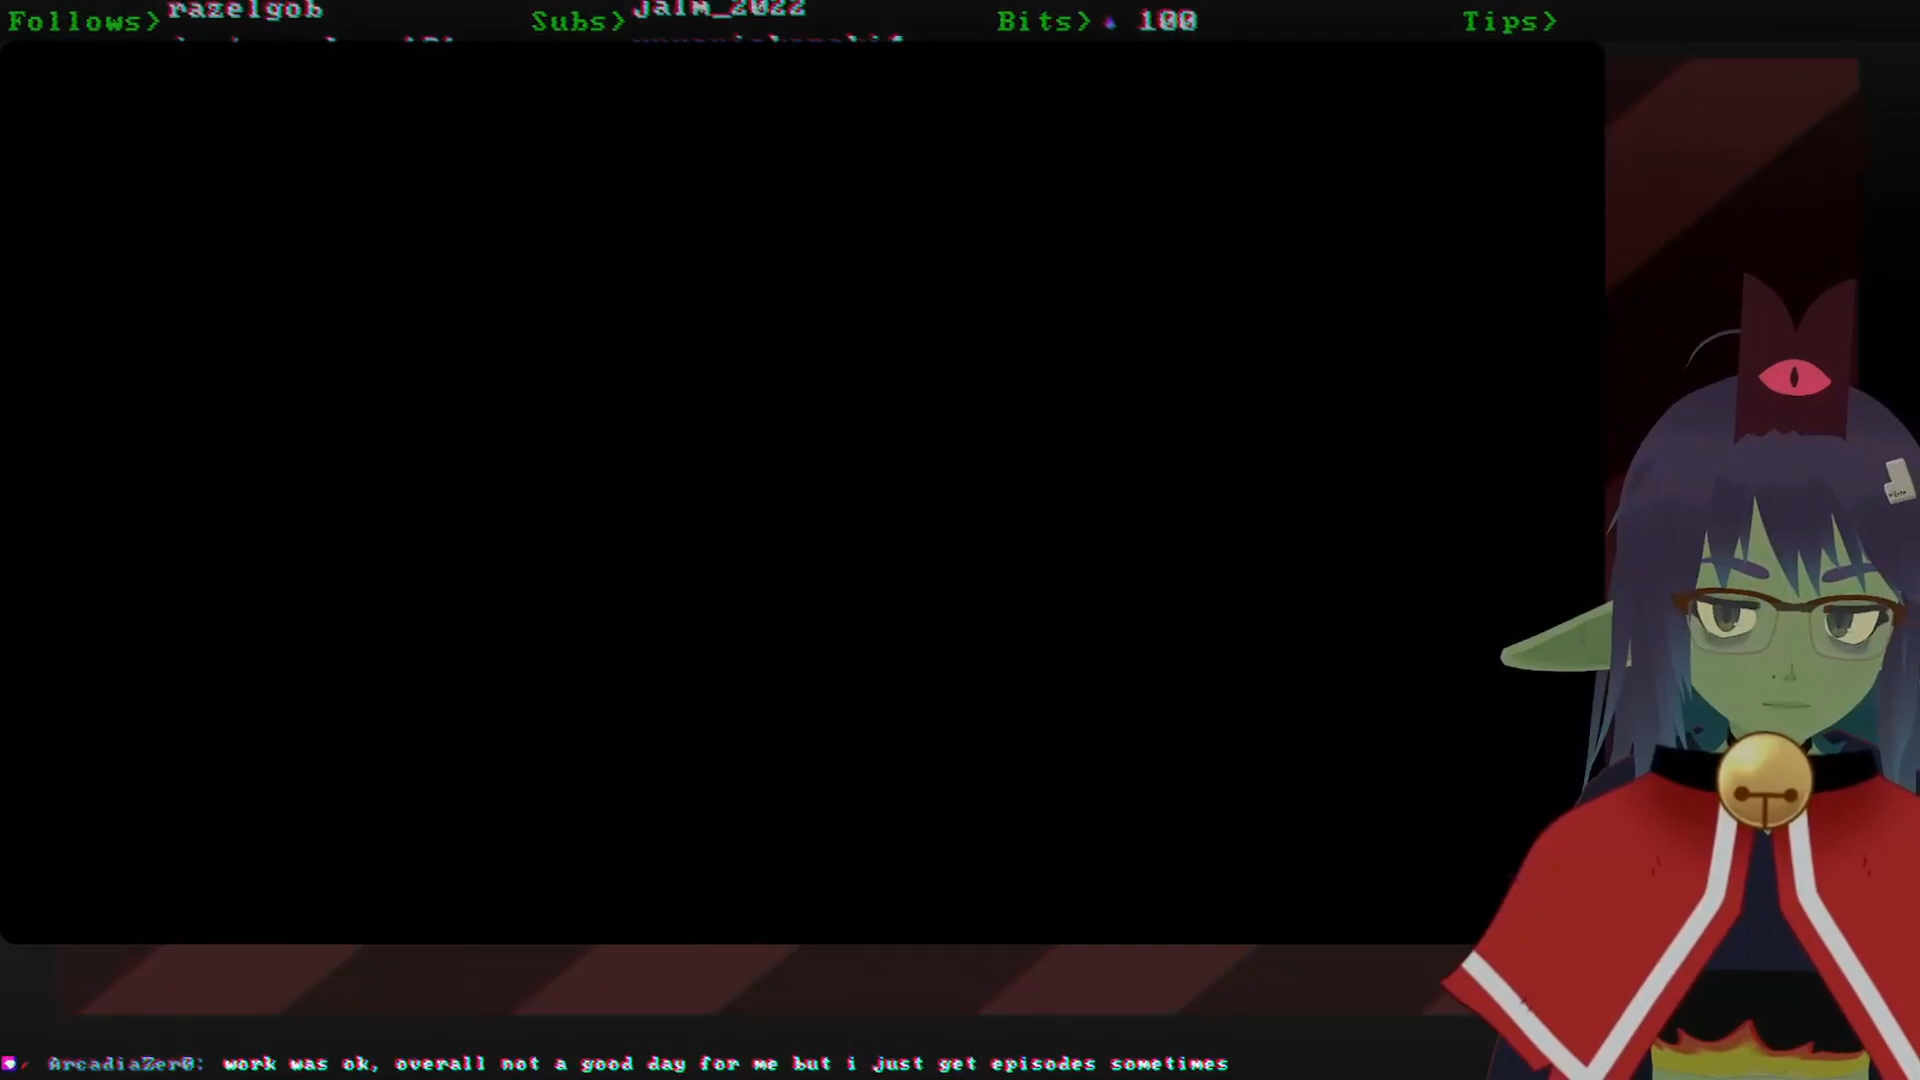 Follows> razelgob Subs> jalm_2022 Bits> 100 Tips>
ArcadiaZer0: work was ok, overall not a good day for me but i just get episodes sometimes